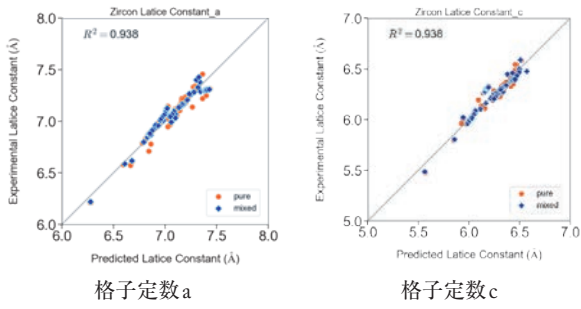 Zircon Latice Constant_a
R² = 0.938
Experimental Latice Constant (Å)
8.0
7.5
7.0
6.5
6.0
pure
mixed
6.0 6.5 7.0 7.5 8.0
Predicted Latice Constant (Å)
格子定数a
Zircon Latice Constant_c
R² = 0.938
Experimental Latice Constant (Å)
7.0
6.5
6.0
5.5
5.0
pure
mixed
5.0 5.5 6.0 6.5 7.0
Predicted Latice Constant (Å)
格子定数c